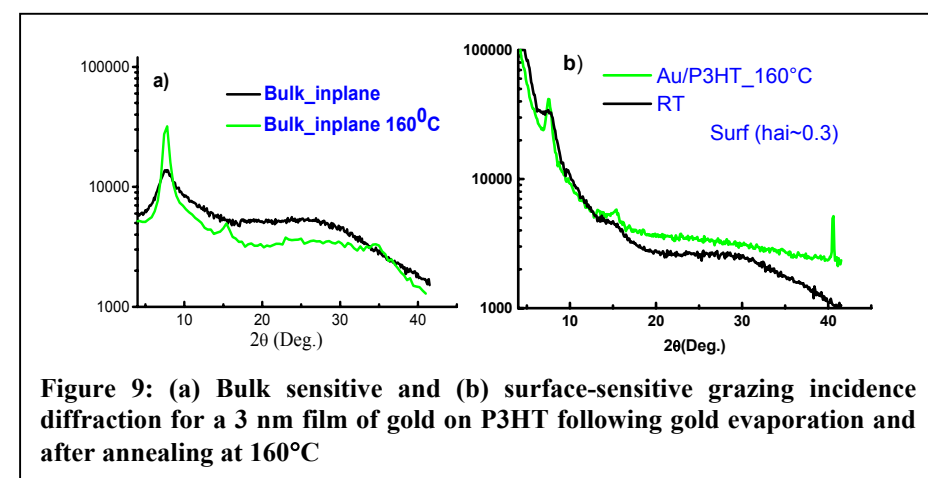 a)
100000
10000
1000
Bulk_inplane
Bulk_inplane 160⁰C
10 20 30 40
2θ (Deg.)
b)
100000
10000
1000
Au/P3HT_160°C
RT
Surf (hai~0.3)
10 20 30 40
2θ(Deg.)
Figure 9: (a) Bulk sensitive and (b) surface-sensitive grazing incidence
diffraction for a 3 nm film of gold on P3HT following gold evaporation and
after annealing at 160°C